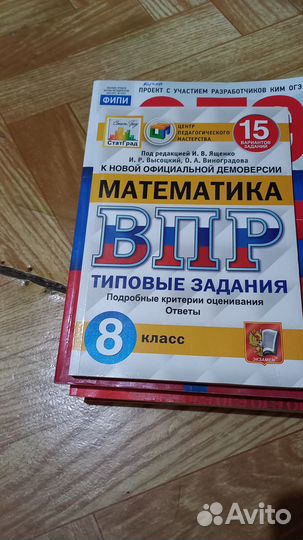 ПРОЕКТ С УЧАСТИЕМ РАЗРАБОТЧИКОВ КИМ ОГЭ
ФИПИ
СтатГрад
ЦЕНТР
ПЕДАГОГИЧЕСКОГО
МАСТЕРСТВА
15
ВАРИАНТОВ
ЗАДАНИЙ
Под редакцией И. В. Ященко
И. Р. Высоцкий, О. А. Виноградова
К НОВОЙ ОФИЦИАЛЬНОЙ ДЕМОВЕРСИИ
МАТЕМАТИКА
ВПР
ТИПОВЫЕ ЗАДАНИЯ
Подробные критерии оценивания
Ответы
8 класс
ЭКЗАМЕН
Avito